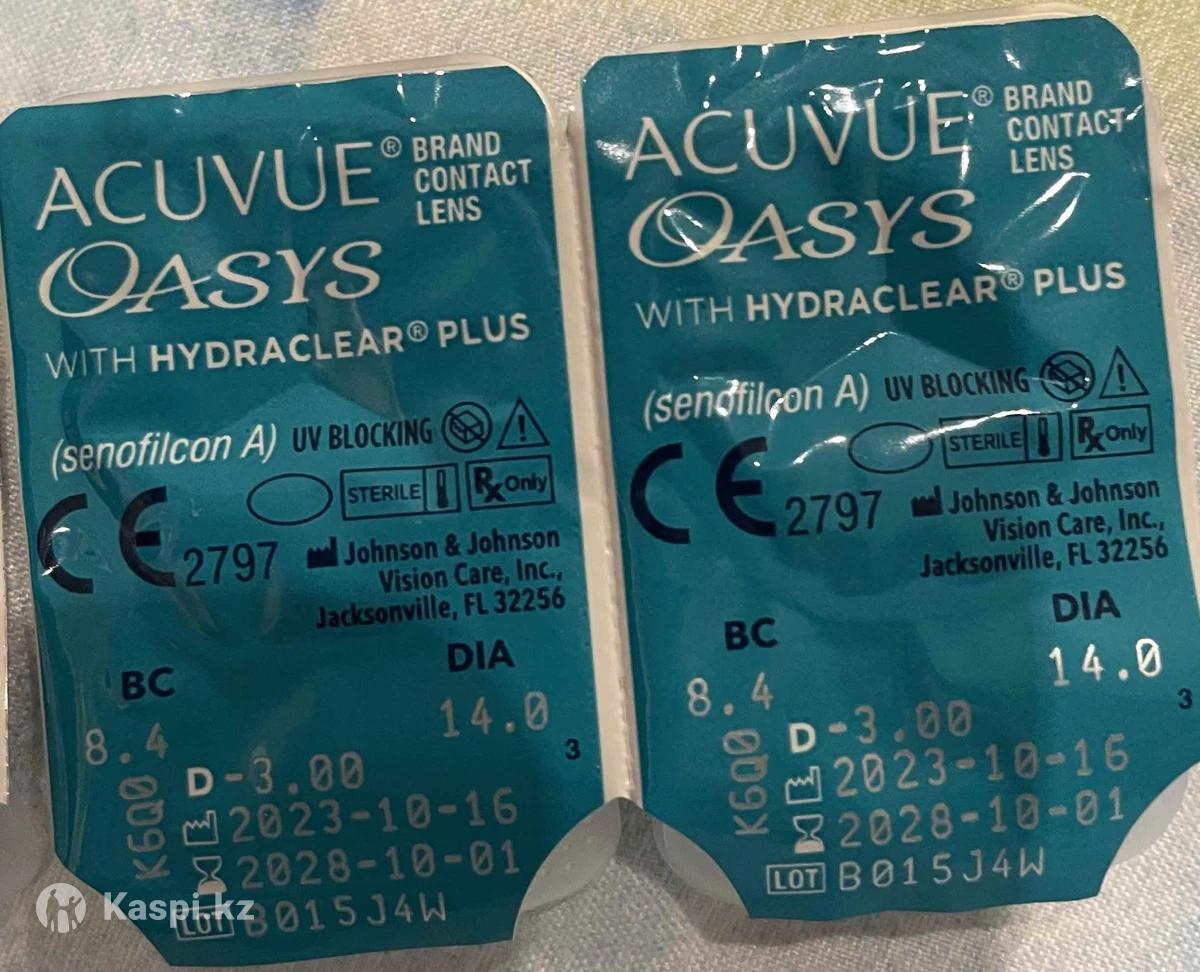 ACUVUE® BRAND
CONTACT
LENS
OASYS
WITH HYDRACLEAR® PLUS
(senofilcon A) UV BLOCKING
STERILE Rx Only
CE 2797 Johnson & Johnson
Vision Care, Inc.,
Jacksonville, FL 32256
BC DIA
8.4 14.0
3
K6Q0
D -3.00
2023-10-16
2028-10-01
LOT B015J4W
ACUVUE® BRAND
CONTACT
LENS
OASYS
WITH HYDRACLEAR® PLUS
(senofilcon A) UV BLOCKING
STERILE Rx Only
CE 2797 Johnson & Johnson
Vision Care, Inc.,
Jacksonville, FL 32256
BC DIA
8.4 14.0
3
K6Q0
D -3.00
2023-10-16
2028-10-01
LOT B015J4W
Kaspi.kz